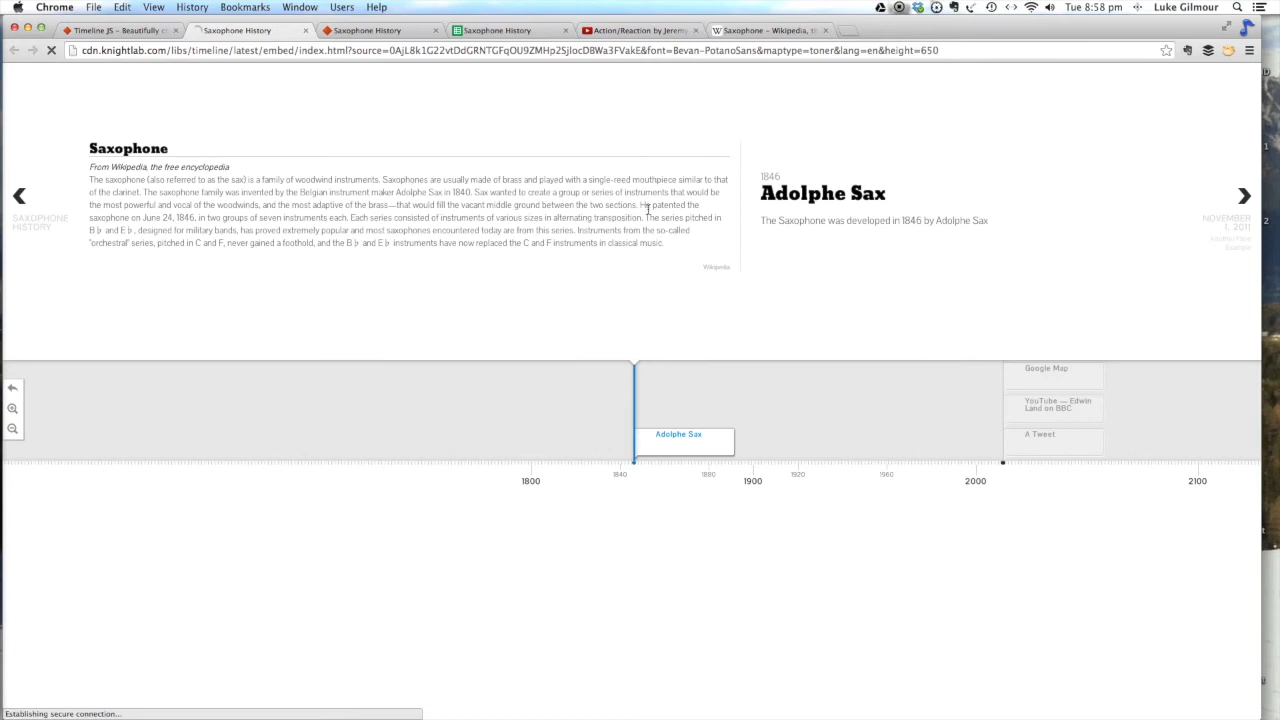 Chrome File Edit View History Bookmarks Window Users Help Tue 8:58 pm Luke Gilmour
Timeline JS – Beautifully c Saxophone History Saxophone History Saxophone History Action/Reaction by Jeremy Saxophone – Wikipedia, th
cdn.knightlab.com/libs/timeline/latest/embed/index.html?source=0AjL8k1G22vtDdGRNTGFqOU9ZMHp2SjlocDBWa3FVakE&font=Bevan-PotanoSans&maptype=toner&lang=en&height=650
Saxophone
From Wikipedia, the free encyclopedia
The saxophone (also referred to as the sax) is a family of woodwind instruments. Saxophones are usually made of brass and played with a single-reed mouthpiece similar to that
of the clarinet. The saxophone family was invented by the Belgian instrument maker Adolphe Sax in 1840. Sax wanted to create a group or series of instruments that would be
the most powerful and vocal of the woodwinds, and the most adaptive of the brass—that would fill the vacant middle ground between the two sections. He patented the
saxophone on June 24, 1846, in two groups of seven instruments each. Each series consisted of instruments of various sizes in alternating transposition. The series pitched in
B♭ and E♭, designed for military bands, has proved extremely popular and most saxophones encountered today are from this series. Instruments from the so-called
"orchestral" series, pitched in C and F, never gained a foothold, and the B♭ and E♭ instruments have now replaced the C and F instruments in classical music.
Wikipedia
1846
Adolphe Sax
The Saxophone was developed in 1846 by Adolphe Sax
SAXOPHONE
HISTORY
NOVEMBER
1, 2011
Example
Google Map
YouTube — Edwin
Land on BBC
A Tweet
Adolphe Sax
1800 1840 1880 1900 1920 1960 2000 2100
Establishing secure connection...